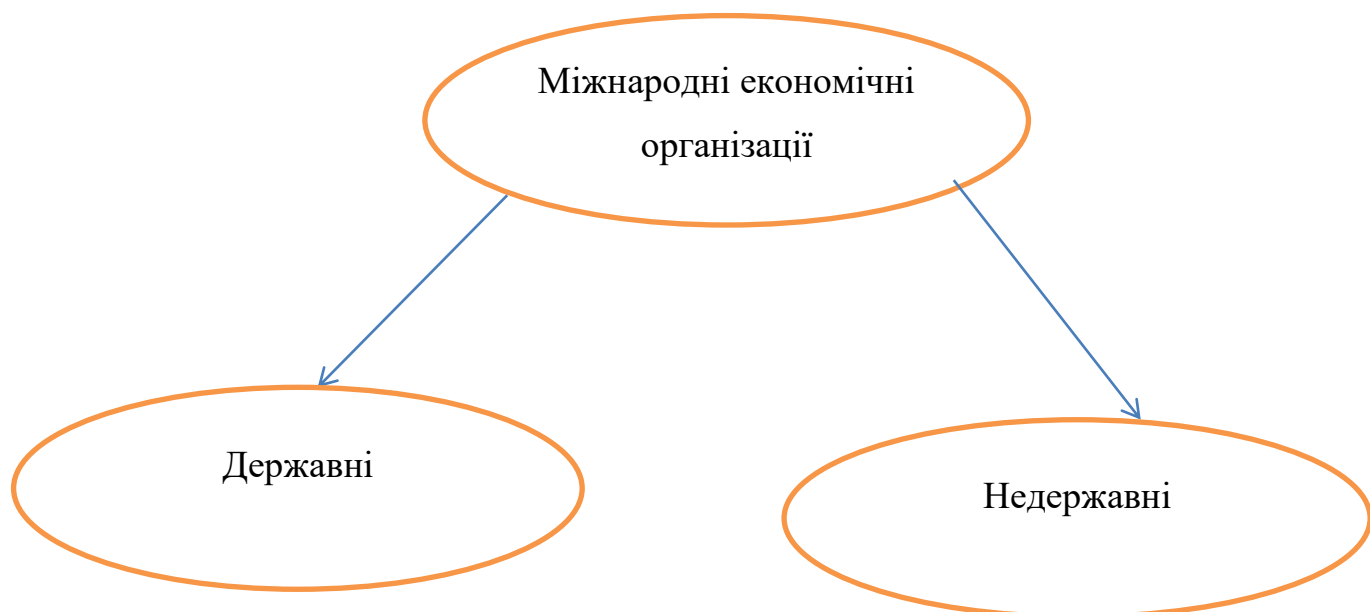 Міжнародні економічні
організації
Державні
Недержавні